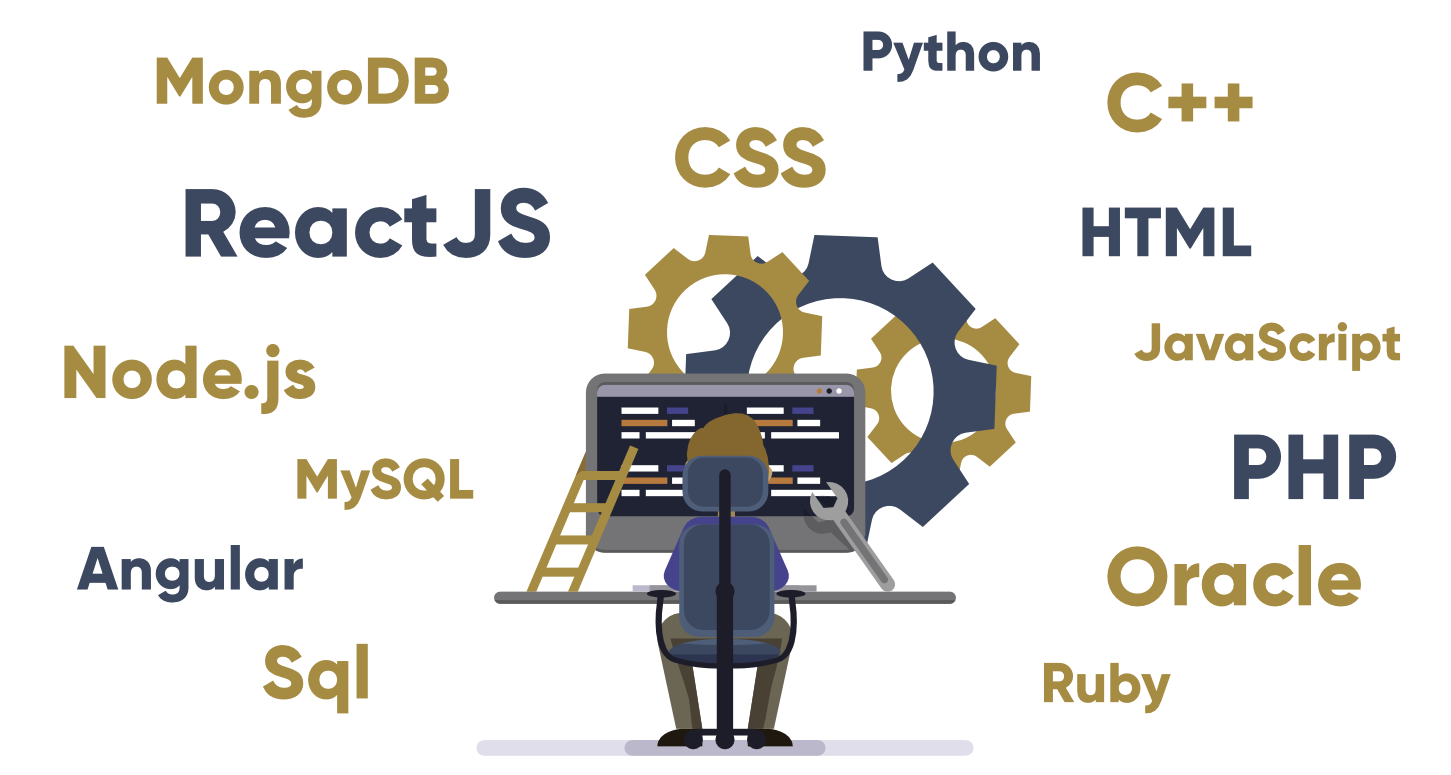 Python
MongoDB
C++
CSS
ReactJS
HTML
JavaScript
Node.js
PHP
MySQL
Angular
Oracle
Sql
Ruby